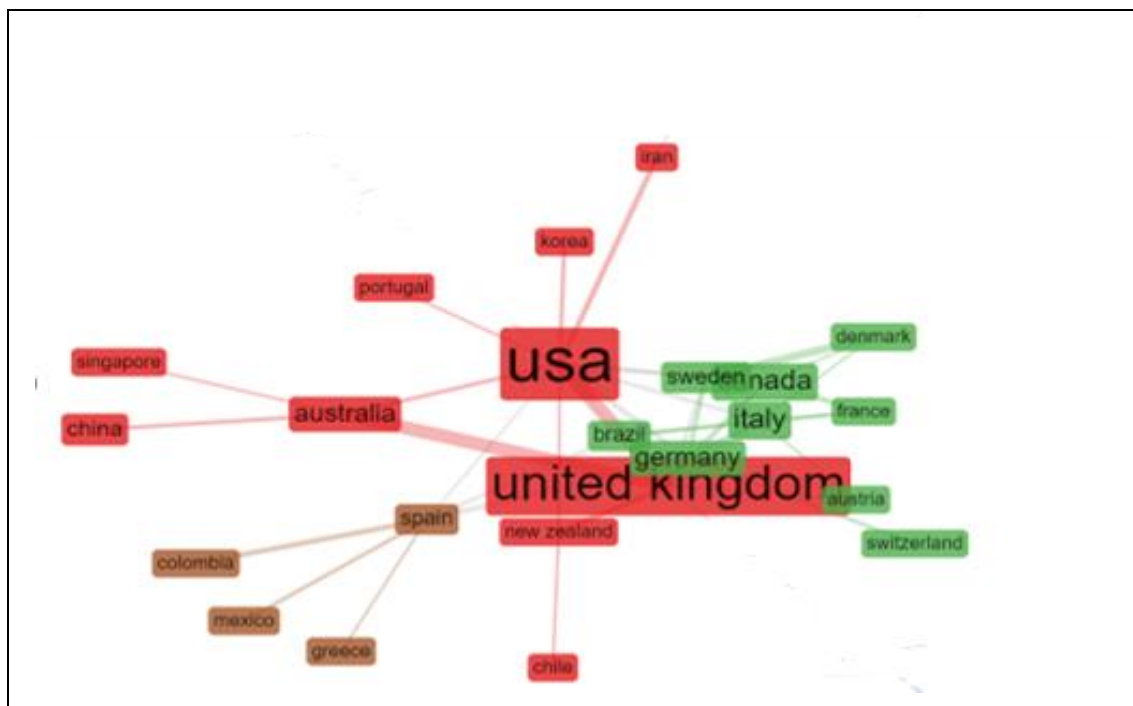 iran
korea
portugal
usa
denmark
singapore
sweden nada
australia
france
italy
china
brazil
germany
united kingdom
austria
spain
new zealand
switzerland
colombia
mexico
greece
chile